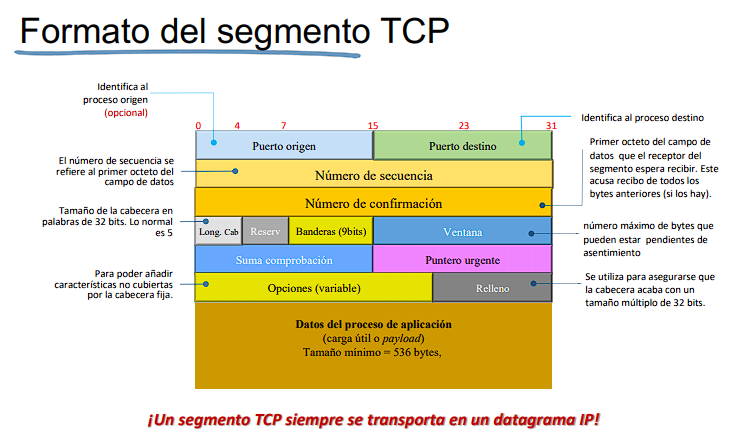 Formato del segmento TCP
Identifica al
proceso origen
(opcional)
0 4 7 15 23 31
Identifica al proceso destino
Puerto origen
Puerto destino
El número de secuencia se
refiere al primer octeto del
campo de datos
Número de secuencia
Primer octeto del campo de
datos que el receptor del
segmento espera recibir. Este
acusa recibo de todos los
bytes anteriores (si los hay).
Número de confirmación
Tamaño de la cabecera en
palabras de 32 bits. Lo normal
es 5
Long. Cab
Reserv
Banderas (9bits)
Ventana
número máximo de bytes que
pueden estar pendientes de
asentimiento
Suma comprobación
Puntero urgente
Para poder añadir
características no cubiertas
por la cabecera fija.
Opciones (variable)
Relleno
Se utiliza para asegurarse que
la cabecera acaba con un
tamaño múltiplo de 32 bits.
Datos del proceso de aplicación
(carga útil o payload)
Tamaño mínimo = 536 bytes,
¡Un segmento TCP siempre se transporta en un datagrama IP!